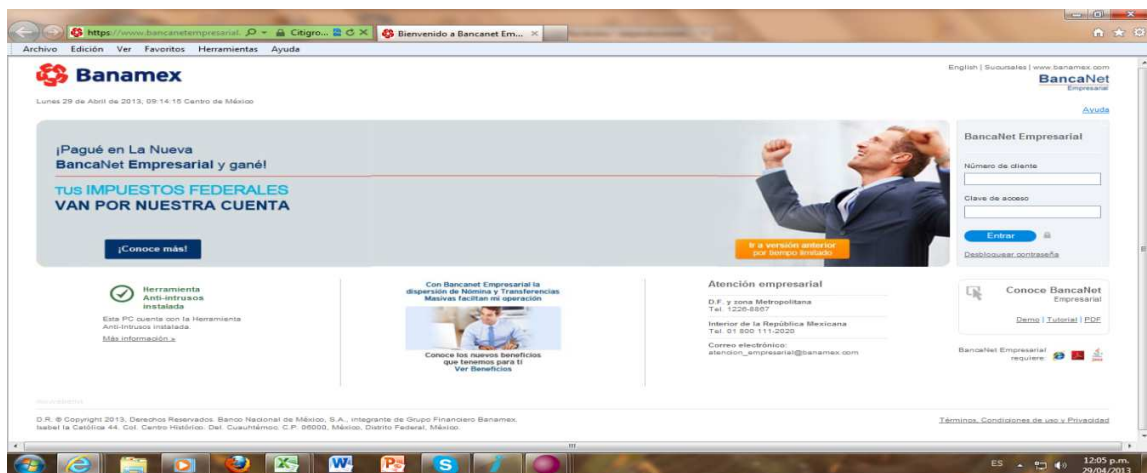 https://www.bancanetempresarial.
Citigro...
Bienvenido a Bancanet Em...
Archivo Edición Ver Favoritos Herramientas Ayuda
Banamex
English | Sucursales | www.banamex.com
BancaNet
Empresarial
Lunes 29 de Abril de 2013, 09:14:15 Centro de México
Ayuda
¡Pagué en La Nueva
BancaNet Empresarial y gané!
TUS IMPUESTOS FEDERALES
VAN POR NUESTRA CUENTA
¡Conoce más!
Ir a versión anterior
por tiempo limitado
BancaNet Empresarial
Número de cliente
Clave de acceso
Entrar
Desbloquear contraseña
Herramienta
Anti-intrusos
instalada
Esta PC cuenta con la Herramienta
Anti-Intrusos instalada.
Más información »
Con Bancanet Empresarial la
dispersión de Nómina y Transferencias
Masivas facilitan mi operación
Conoce los nuevos beneficios
que tenemos para ti
Ver Beneficios
Atención empresarial
D.F. y zona Metropolitana
Tel. 1226-8867
Interior de la República Mexicana
Tel. 01 800 111-2020
Correo electrónico:
atencion_empresarial@banamex.com
Conoce BancaNet
Empresarial
Demo | Tutorial | PDF
BancaNet Empresarial
requiere:
D.R. © Copyright 2013, Derechos Reservados. Banco Nacional de México, S.A., integrante de Grupo Financiero Banamex,
Isabel la Católica 44. Col. Centro Histórico. Del. Cuauhtémoc. C.P. 06000, México, Distrito Federal, México.
Términos, Condiciones de uso y Privacidad
ES
12:05 p.m.
29/04/2013